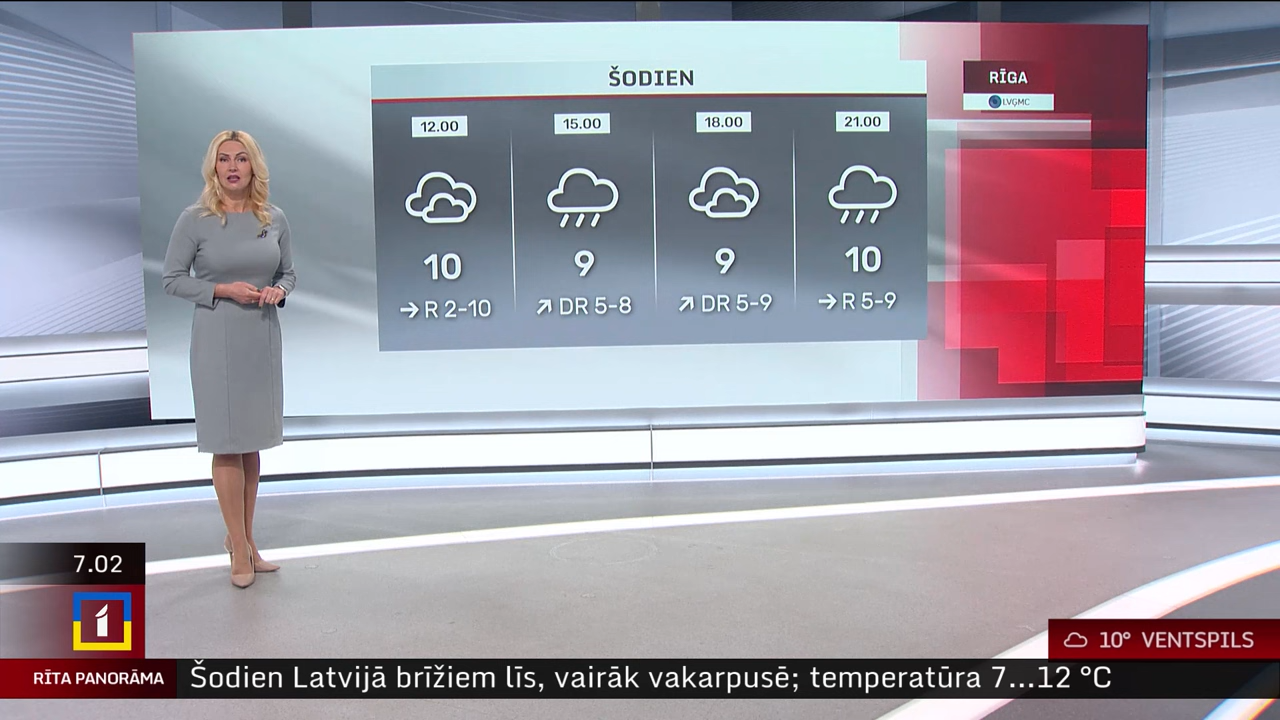 ŠODIEN
RĪGA
LVĢMC
12.00 15.00 18.00 21.00
10 9 9 10
→ R 2-10 ↗ DR 5-8 ↗ DR 5-9 → R 5-9
7.02
1
10° VENTSPILS
RĪTA PANORĀMA Šodien Latvijā brīžiem līs, vairāk vakarpusē; temperatūra 7...12 °C